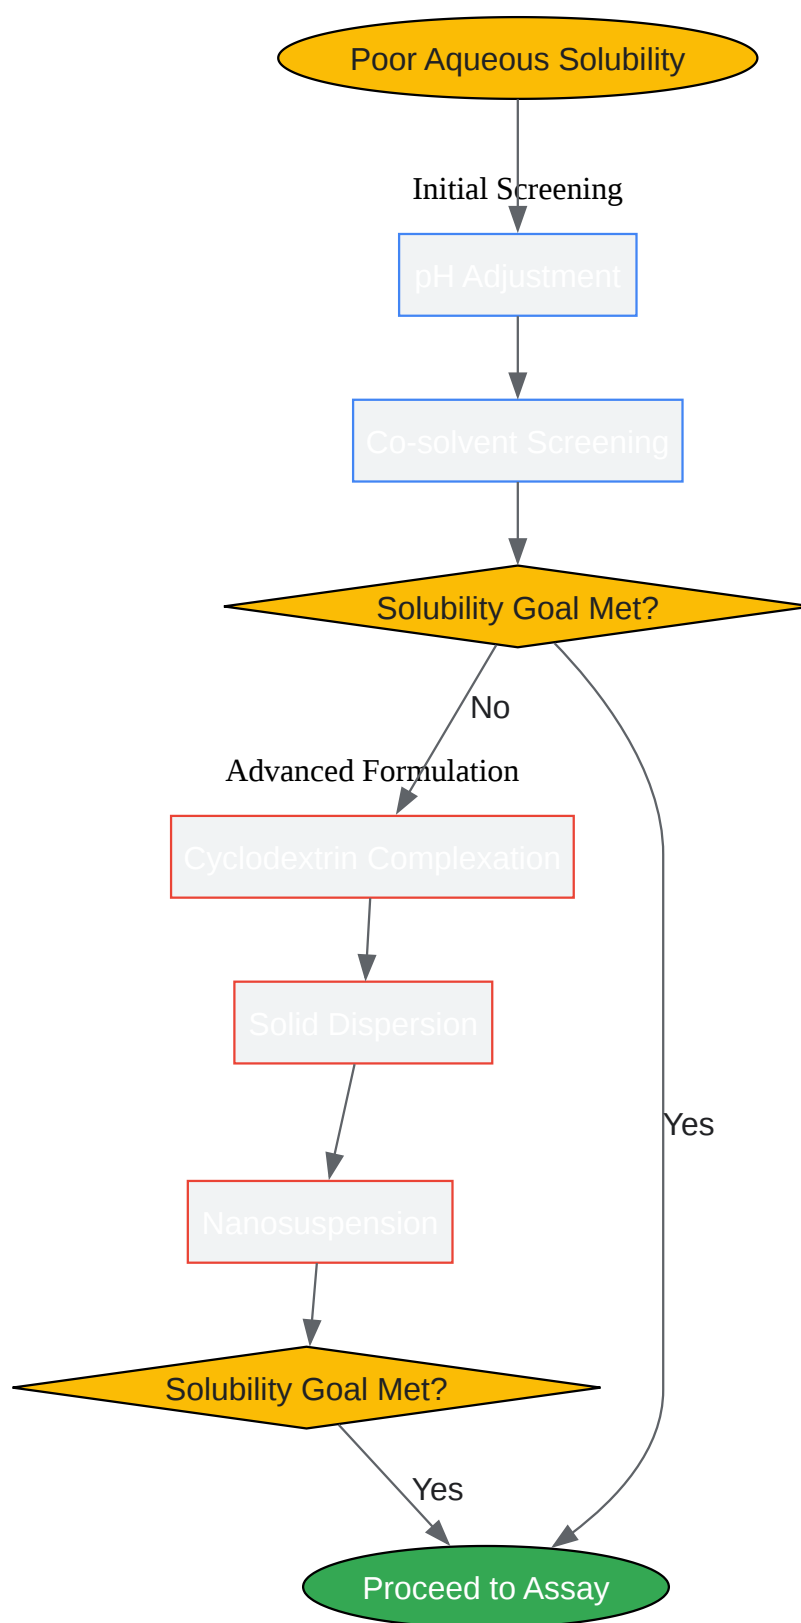 Poor Aqueous Solubility
Initial Screening
pH Adjustment
Co-solvent Screening
Solubility Goal Met?
No
Advanced Formulation
Cyclodextrin Complexation
Solid Dispersion
Yes
Nanosuspension
Solubility Goal Met?
Yes
Proceed to Assay